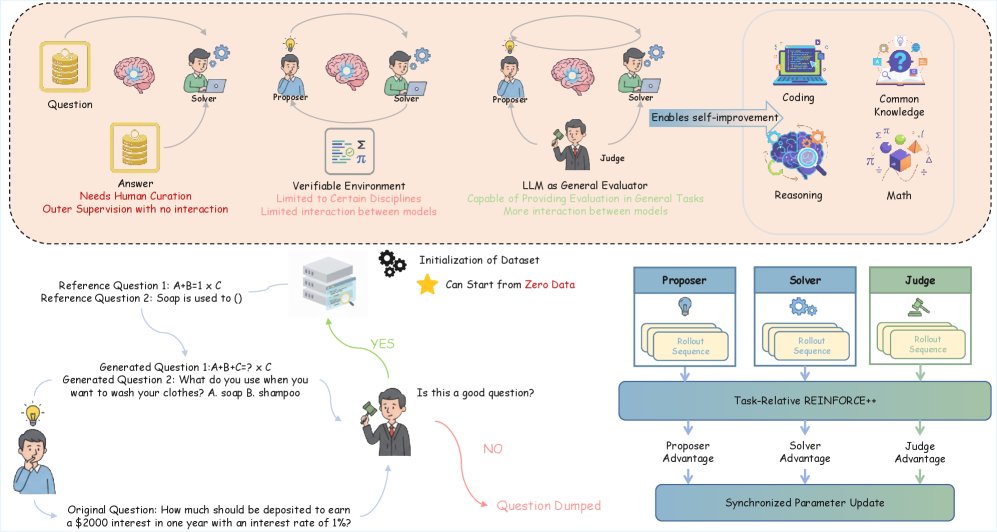 Question
Solver
Answer
Needs Human Curation
Outer Supervision with no interaction
Proposer
Solver
Σ
π
Verifiable Environment
Limited to Certain Disciplines
Limited interaction between models
Proposer
Solver
Judge
LLM as General Evaluator
Capable of Providing Evaluation in General Tasks
More interaction between models
Enables self-improvement
Coding
?
Common
Knowledge
Reasoning
Σ
π
Math
Initialization of Dataset
Can Start from Zero Data
Reference Question 1: A+B=1 x C
Reference Question 2: Soap is used to ()
YES
Generated Question 1:A+B+C=? x C
Generated Question 2: What do you use when you
want to wash your clothes? A. soap B. shampoo
Is this a good question?
NO
Question Dumped
Original Question: How much should be deposited to earn
a $2000 interest in one year with an interest rate of 1%?
Proposer
Solver
Judge
Rollout
Sequence
Rollout
Sequence
Rollout
Sequence
Task-Relative REINFORCE++
Proposer
Advantage
Solver
Advantage
Judge
Advantage
Synchronized Parameter Update